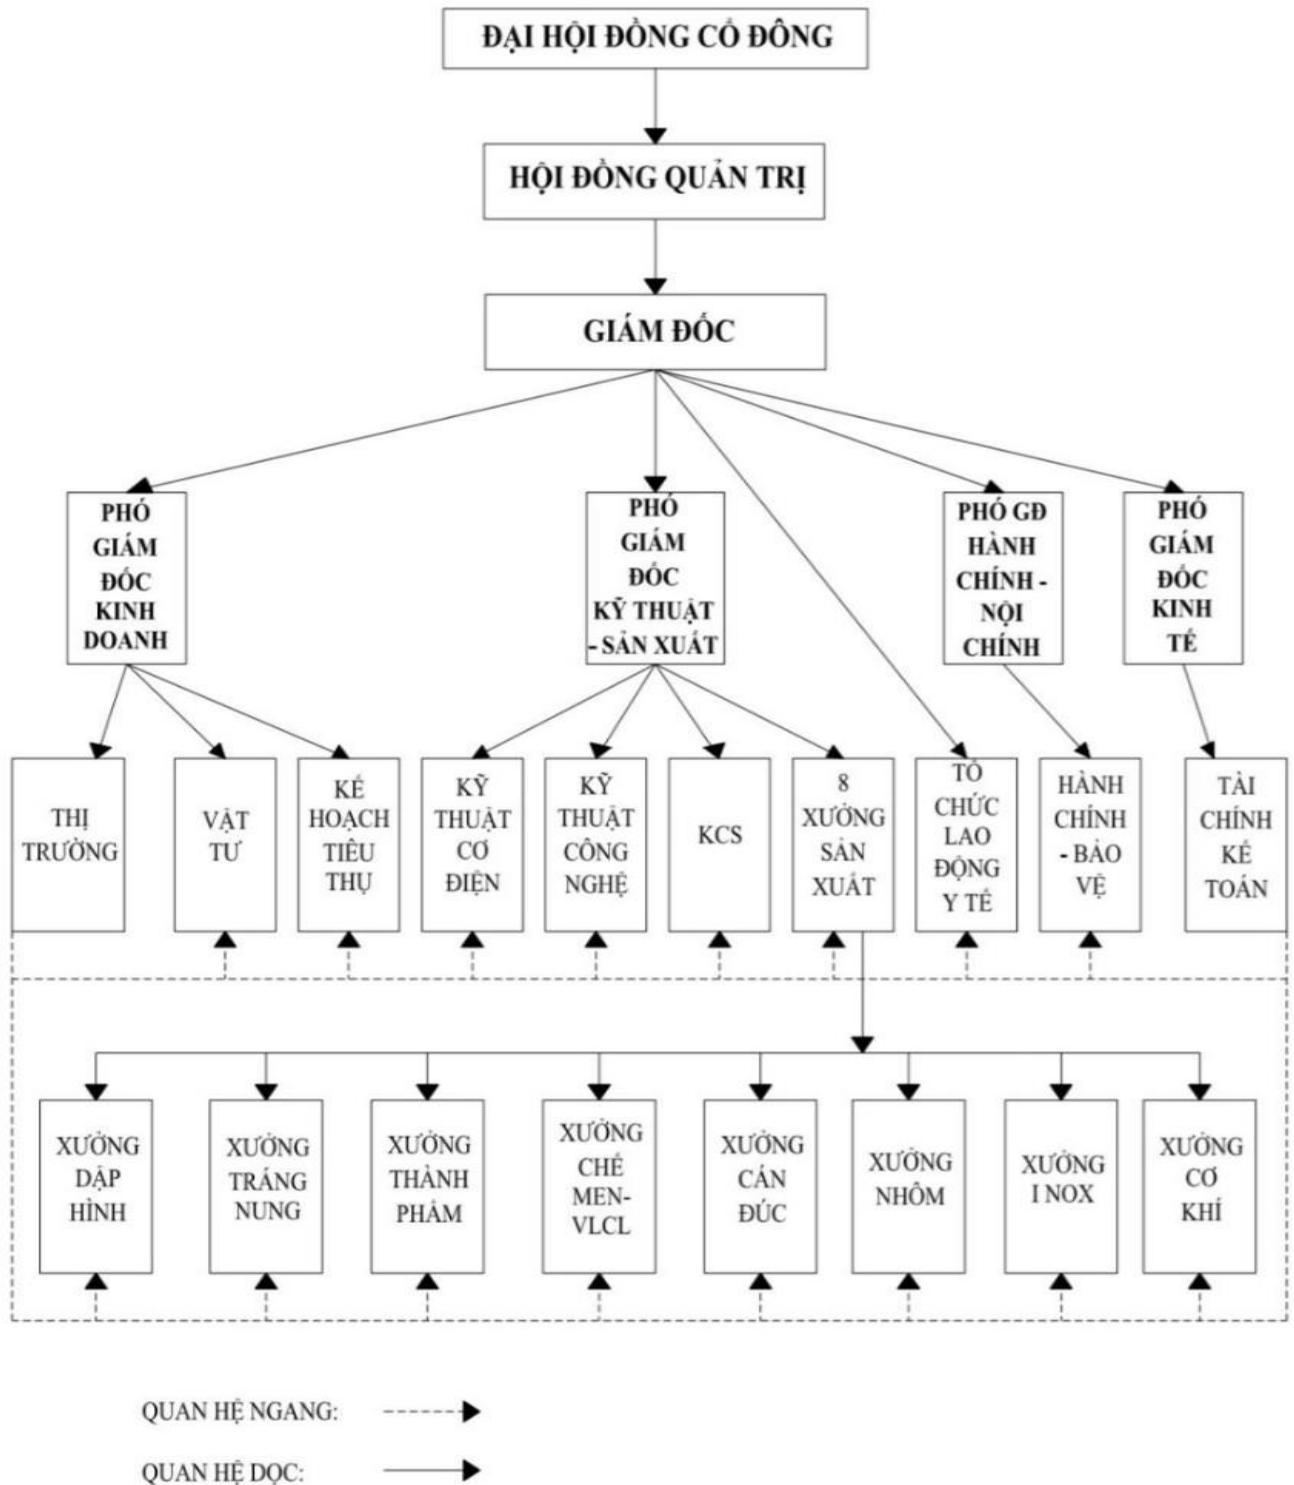 ĐẠI HỘI ĐỒNG CỔ ĐÔNG
HỘI ĐỒNG QUẢN TRỊ
GIÁM ĐỐC
PHÓ
GIÁM
ĐỐC
KINH
DOANH
PHÓ
GIÁM
ĐỐC
KỸ THUẬT
-SẢN XUẤT
PHÓ GĐ
HÀNH
CHÍNH -
NỘI
CHÍNH
PHÓ
GIÁM
ĐỐC
KINH
TẾ
THỊ
TRƯỜNG
VẬT
TƯ
KẾ
HOẠCH
TIÊU
THỤ
KỸ
THUẬT
CƠ
ĐIỆN
KỸ
THUẬT
CÔNG
NGHỆ
KCS
8
XƯỞNG
SẢN
XUẤT
TỔ
CHỨC
LAO
ĐỘNG
Y TẾ
HÀNH
CHÍNH
- BẢO
VỆ
TÀI
CHÍNH
KẾ
TOÁN
XƯỞNG
DẬP
HÌNH
XƯỞNG
TRÁNG
NUNG
XƯỞNG
THÀNH
PHẨM
XƯỞNG
CHẾ
MEN-
VLCL
XƯỞNG
CÁN
ĐÚC
XƯỞNG
NHÔM
XƯỞNG
I NOX
XƯỞNG
CƠ
KHÍ
QUAN HỆ NGANG:
QUAN HỆ DỌC: